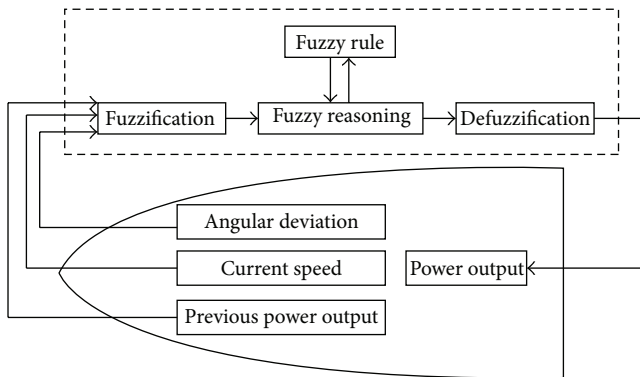 Fuzzy rule
Fuzzification
Fuzzy reasoning
Defuzzification
Angular deviation
Current speed
Power output
Previous power output